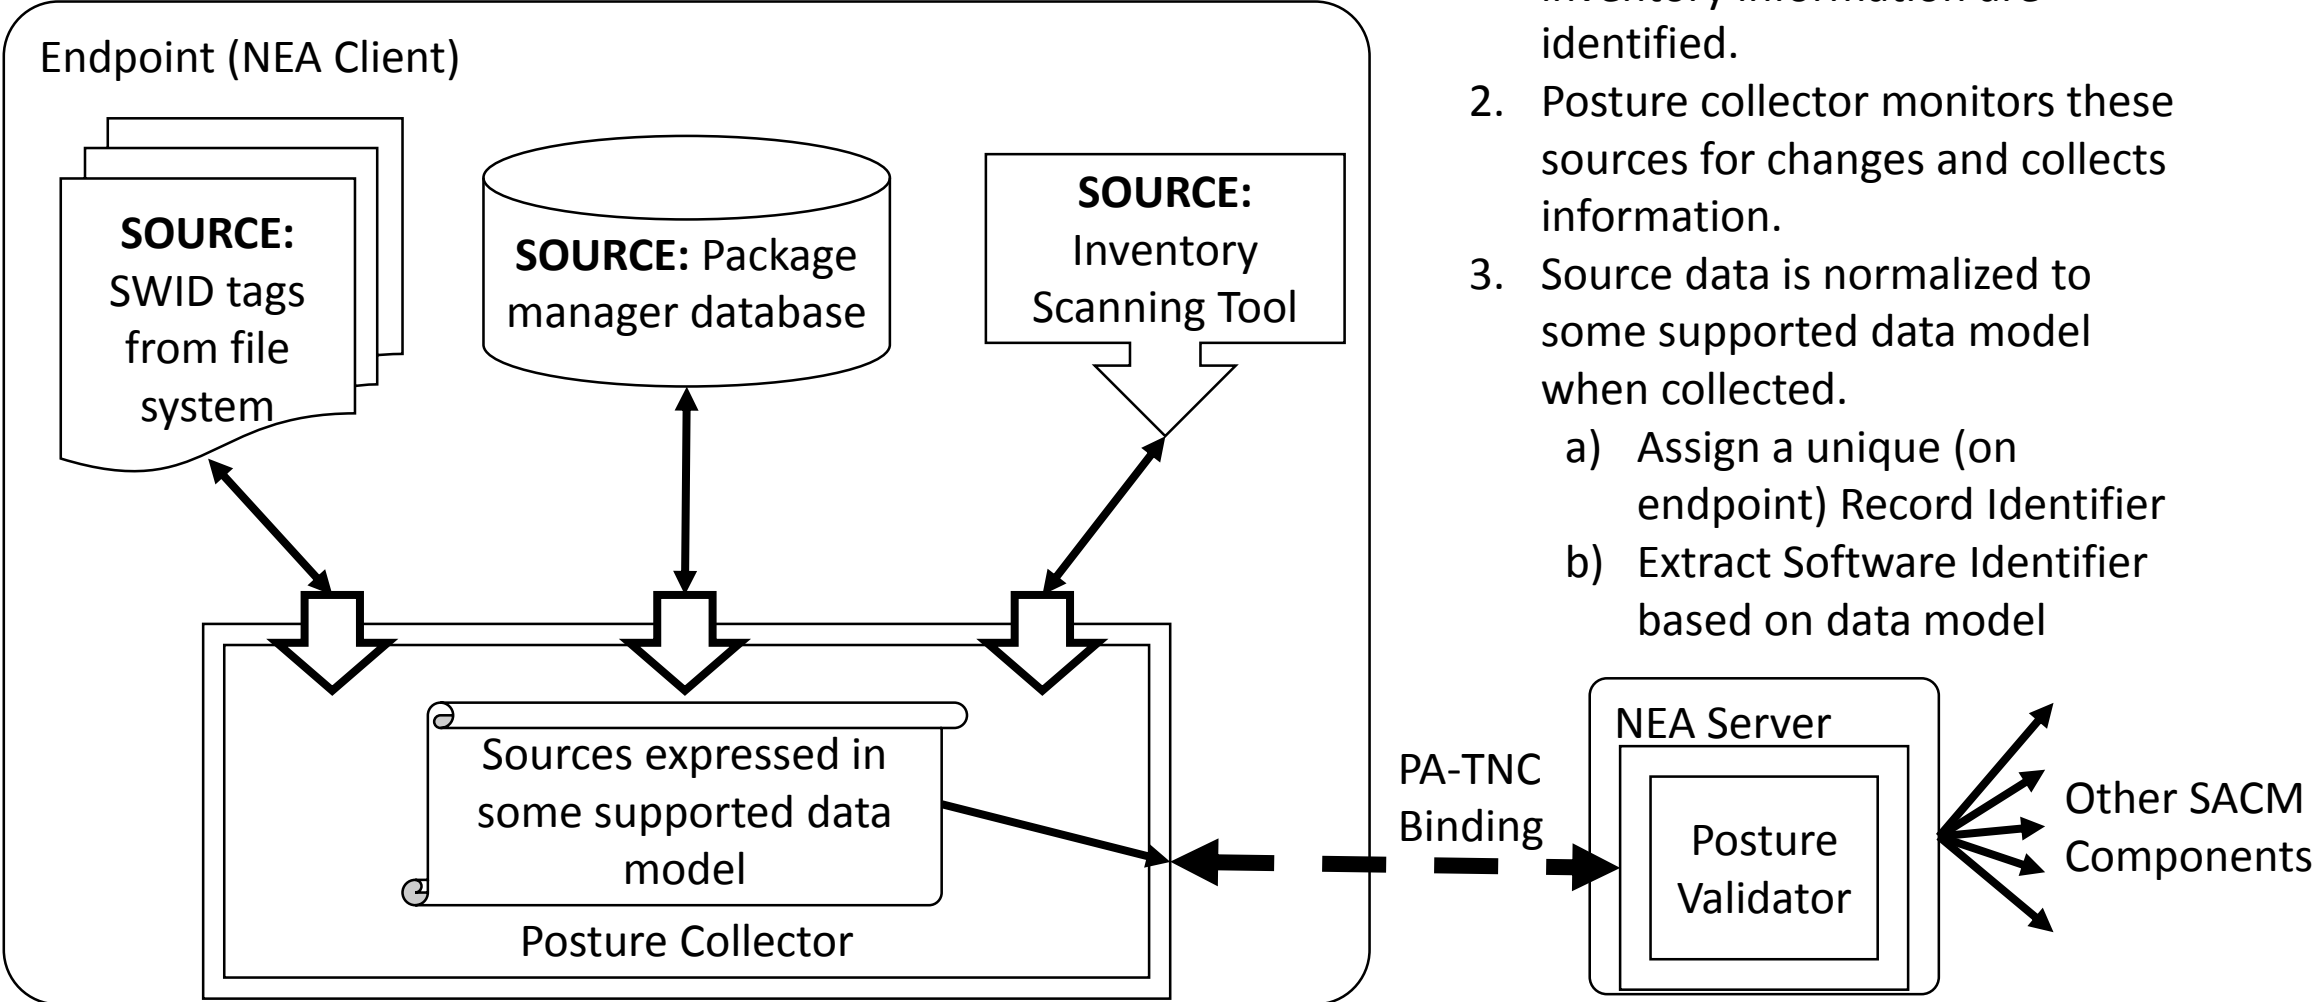 Endpoint (NEA Client)
SOURCE:
SWID tags
from file
system
SOURCE: Package
manager database
SOURCE:
Inventory
Scanning Tool
Sources expressed in
some supported data
model
Posture Collector
inventory information are
identified.
2. Posture collector monitors these
sources for changes and collects
information.
3. Source data is normalized to
some supported data model
when collected.
a) Assign a unique (on
endpoint) Record Identifier
b) Extract Software Identifier
based on data model
PA-TNC
Binding
NEA Server
Posture
Validator
Other SACM
Components